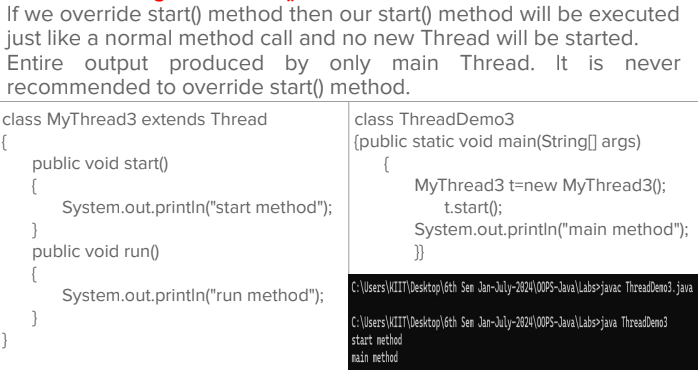 If we override start() method then our start() method will be executed
just like a normal method call and no new Thread will be started.
Entire output produced by only main Thread. It is never
recommended to override start() method.
class MyThread3 extends Thread
{
public void start()
{
System.out.println("start method");
}
public void run()
{
System.out.println("run method");
}
}
class ThreadDemo3
{public static void main(String[] args)
{
MyThread3 t=new MyThread3();
t.start();
System.out.println("main method");
}}
C:\Users\KIIT\Desktop\6th Sem Jan-July-2024\OOPS-Java\Labs>javac ThreadDemo3.java
C:\Users\KIIT\Desktop\6th Sem Jan-July-2024\OOPS-Java\Labs>java ThreadDemo3
start method
main method